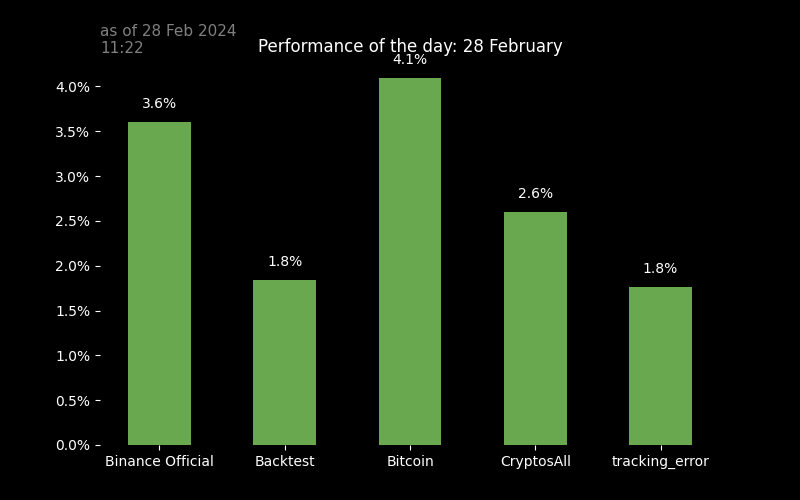 as of 28 Feb 2024
11:22
Performance of the day: 28 February
4.1%
4.0%
3.6%
3.5%
3.0%
2.6%
2.5%
2.0%
1.8%
1.8%
1.5%
1.0%
0.5%
0.0%
Binance Official
Backtest
Bitcoin
CryptosAll
tracking_error